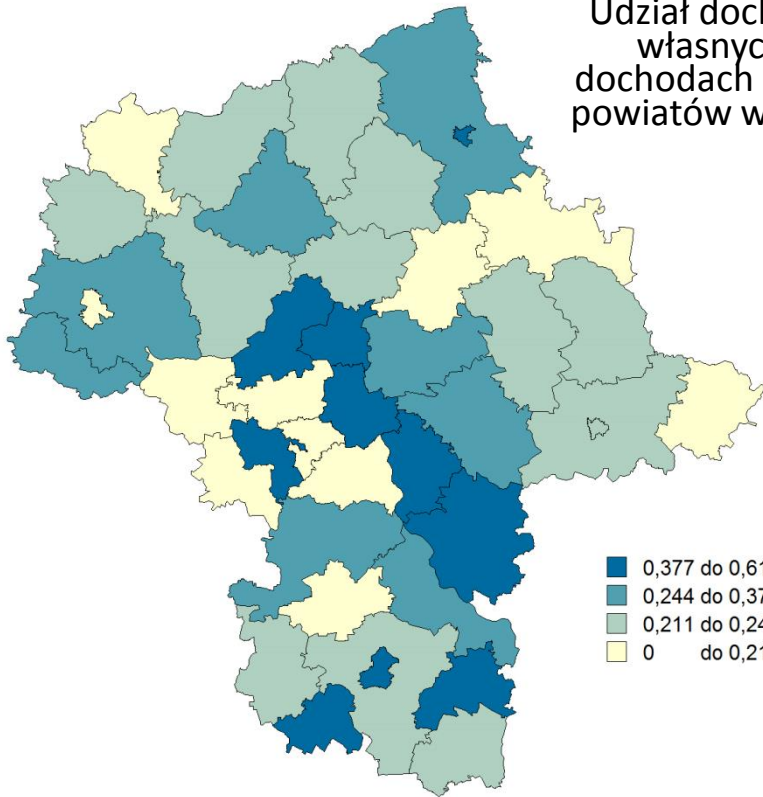 Udział doch
własnyc
dochodach
powiatów w
0,377 do 0,61
0,244 do 0,37
0,211 do 0,24
0 do 0,21